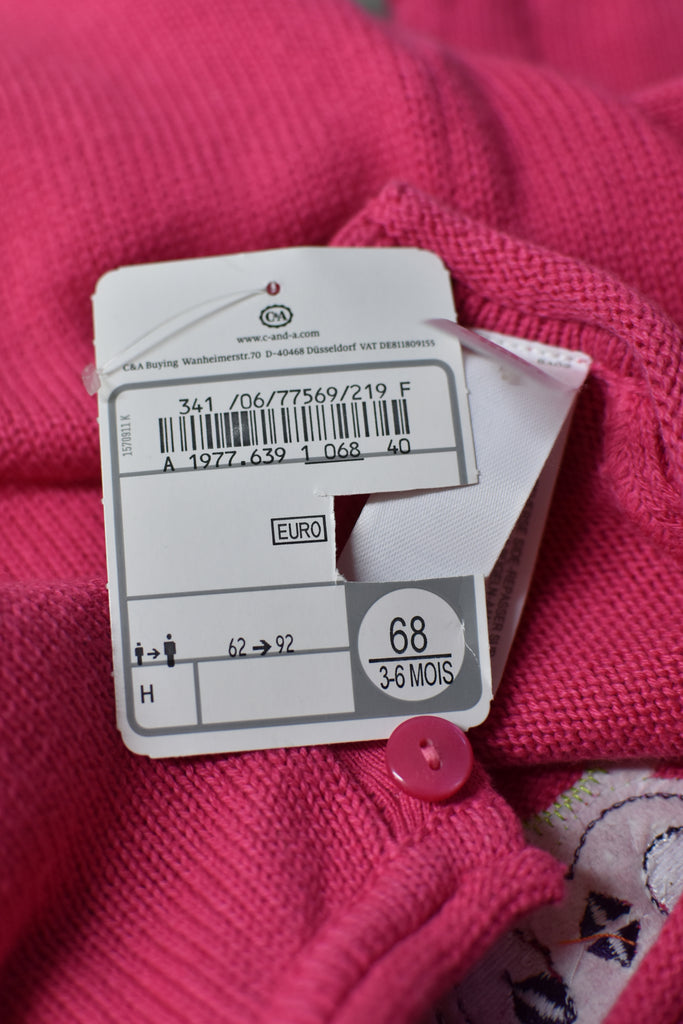 C&A
www.c-and-a.com
C&A Buying Wanheimerstr.70 D-40468 Düsseldorf VAT DE811809155
1570911 K
341 /06/77569/219 F
A 1977.639 1 068 40
EURO
62→92
68
3-6 MOIS
H